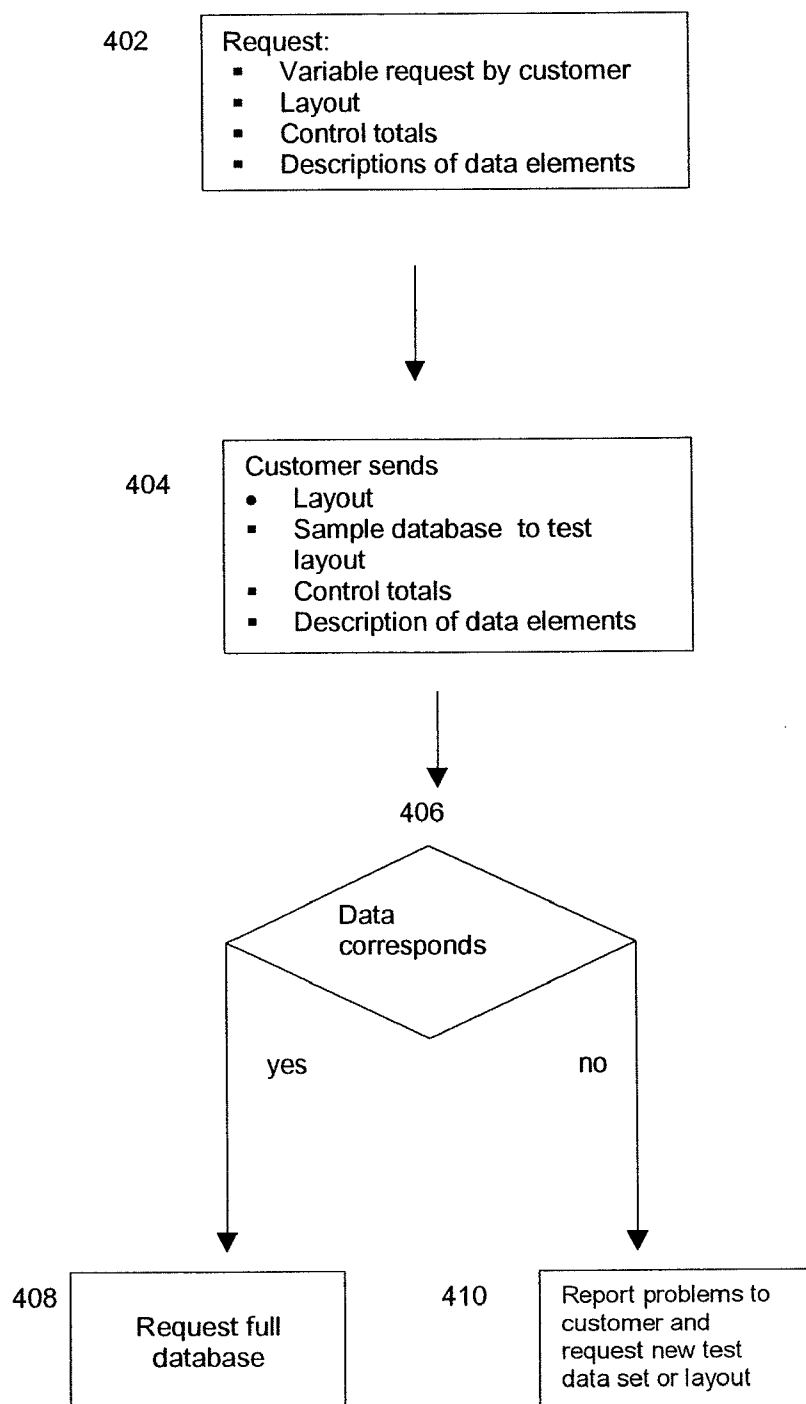 402
Request:
▪ Variable request by customer
▪ Layout
▪ Control totals
▪ Descriptions of data elements
404
Customer sends
• Layout
▪ Sample database to test
layout
▪ Control totals
▪ Description of data elements
406
Data
corresponds
yes
no
408
Request full
database
410
Report problems to
customer and
request new test
data set or layout